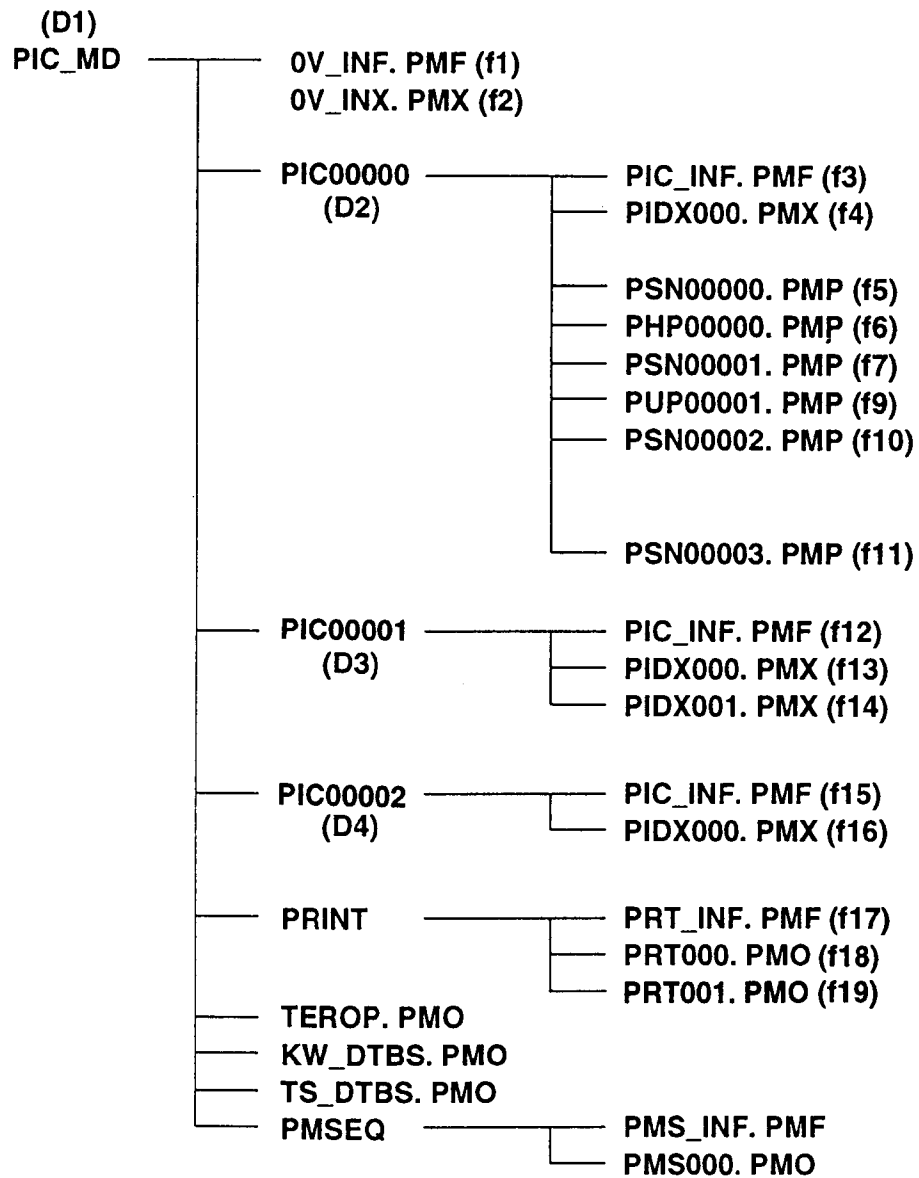 (D1)
PIC_MD
0V_INF. PMF (f1)
0V_INX. PMX (f2)
PIC00000
(D2)
PIC_INF. PMF (f3)
PIDX000. PMX (f4)
PSN00000. PMP (f5)
PHP00000. PMP (f6)
PSN00001. PMP (f7)
PUP00001. PMP (f9)
PSN00002. PMP (f10)
PSN00003. PMP (f11)
PIC00001
(D3)
PIC_INF. PMF (f12)
PIDX000. PMX (f13)
PIDX001. PMX (f14)
PIC00002
(D4)
PIC_INF. PMF (f15)
PIDX000. PMX (f16)
PRINT
PRT_INF. PMF (f17)
PRT000. PMO (f18)
PRT001. PMO (f19)
TEROP. PMO
KW_DTBS. PMO
TS_DTBS. PMO
PMSEQ
PMS_INF. PMF
PMS000. PMO